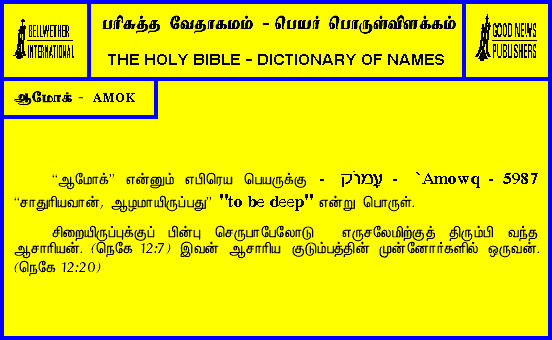 BELLWETHER
INTERNATIONAL
பரிசுத்த வேதாகமம் - பெயர் பொருள்விளக்கம்
THE HOLY BIBLE - DICTIONARY OF NAMES
GOOD NEWS
PUBLISHERS
ஆமோக் - AMOK
“ஆமோக்” என்னும் எபிரெய பெயருக்கு - עָמוֹק - `Amowq - 5987
“சாதுரியவான், ஆழமாயிருப்பது” "to be deep" என்று பொருள்.
சிறையிருப்புக்குப் பின்பு செருபாபேலோடு எருசலேமிற்குத் திரும்பி வந்த
ஆசாரியன். (நெகே 12:7) இவன் ஆசாரிய குடும்பத்தின் முன்னோர்களில் ஒருவன்.
(நெகே 12:20)